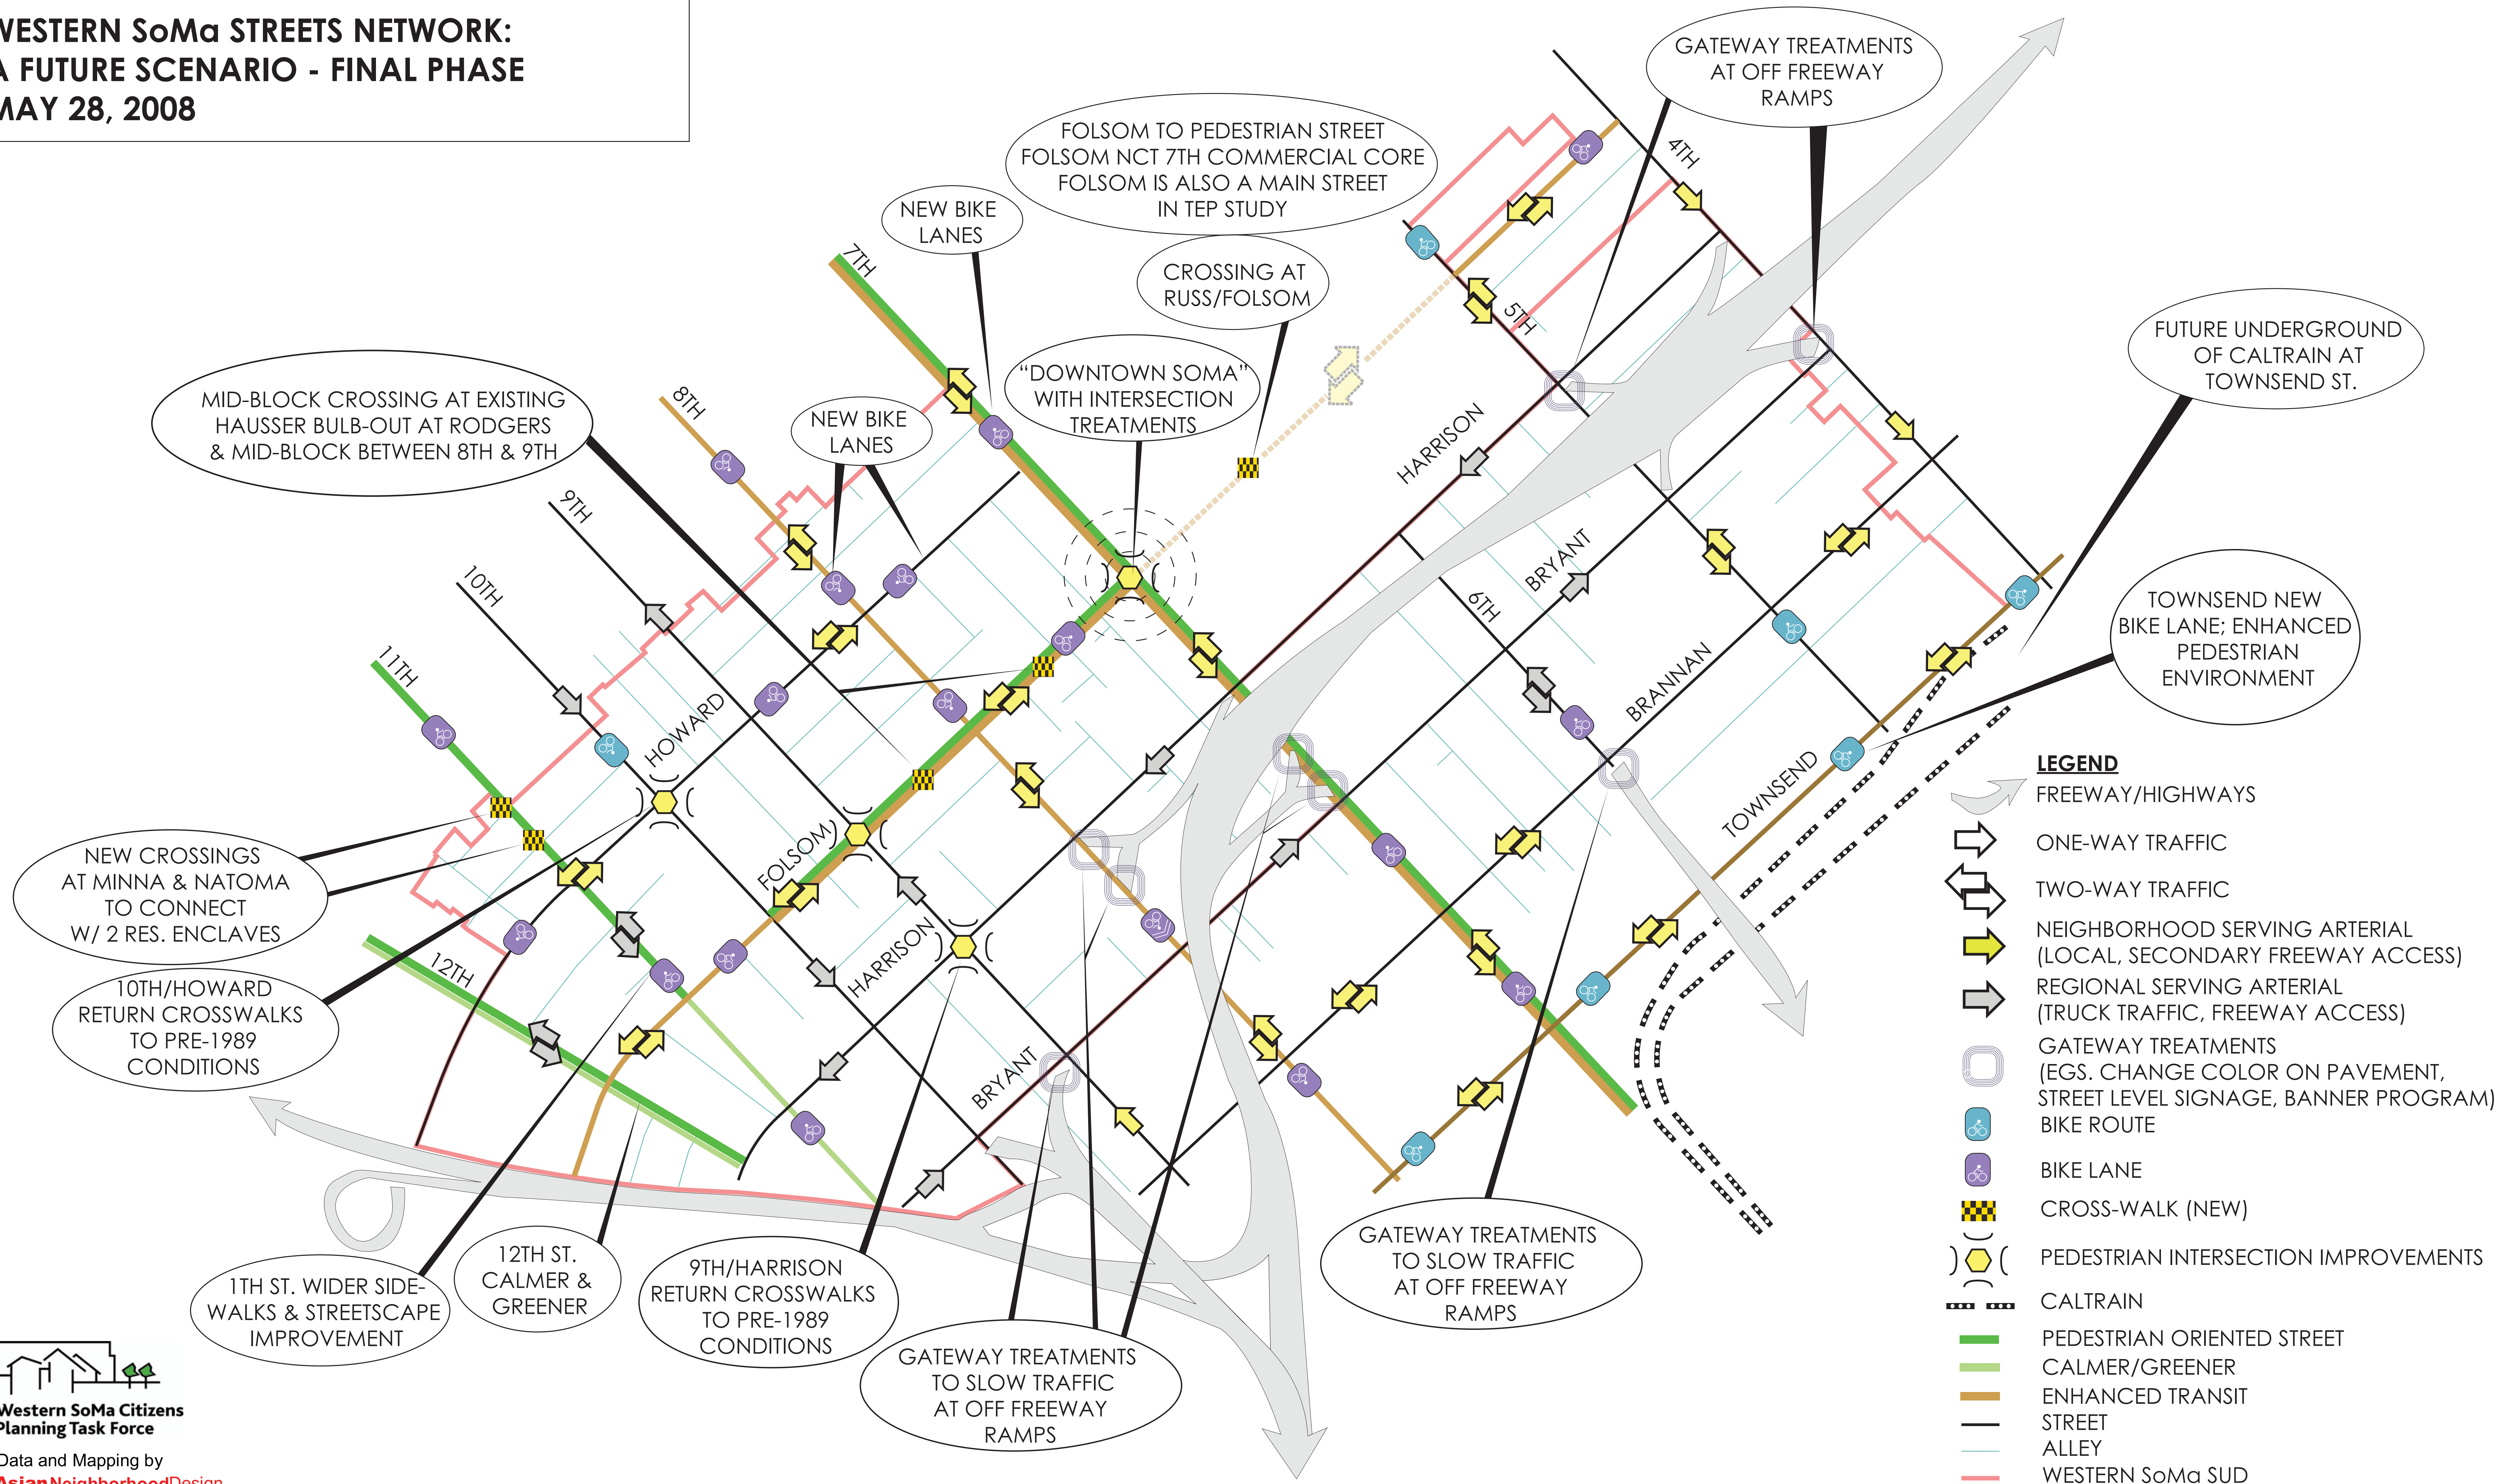 WESTERN SoMa STREETS NETWORK:
A FUTURE SCENARIO - FINAL PHASE
MAY 28, 2008
GATEWAY TREATMENTS
AT OFF FREEWAY
RAMPS
FOLSOM TO PEDESTRIAN STREET
FOLSOM NCT 7TH COMMERCIAL CORE
FOLSOM IS ALSO A MAIN STREET
IN TEP STUDY
NEW BIKE
LANES
CROSSING AT
RUSS/FOLSOM
"DOWNTOWN SOMA"
WITH INTERSECTION
TREATMENTS
MID-BLOCK CROSSING AT EXISTING
HAUSSER BULB-OUT AT RODGERS
& MID-BLOCK BETWEEN 8TH & 9TH
NEW BIKE
LANES
FUTURE UNDERGROUND
OF CALTRAIN AT
TOWNSEND ST.
TOWNSEND NEW
BIKE LANE; ENHANCED
PEDESTRIAN
ENVIRONMENT
4TH
5TH
6TH
7TH
8TH
9TH
10TH
11TH
12TH
HARRISON
BRYANT
BRANNAN
TOWNSEND
HOWARD
FOLSOM
HARRISON
BRYANT
NEW CROSSINGS
AT MINNA & NATOMA
TO CONNECT
W/ 2 RES. ENCLAVES
10TH/HOWARD
RETURN CROSSWALKS
TO PRE-1989
CONDITIONS
1TH ST. WIDER SIDE-
WALKS & STREETSCAPE
IMPROVEMENT
12TH ST.
CALMER &
GREENER
9TH/HARRISON
RETURN CROSSWALKS
TO PRE-1989
CONDITIONS
GATEWAY TREATMENTS
TO SLOW TRAFFIC
AT OFF FREEWAY
RAMPS
GATEWAY TREATMENTS
TO SLOW TRAFFIC
AT OFF FREEWAY
RAMPS
LEGEND
FREEWAY/HIGHWAYS
ONE-WAY TRAFFIC
TWO-WAY TRAFFIC
NEIGHBORHOOD SERVING ARTERIAL
(LOCAL, SECONDARY FREEWAY ACCESS)
REGIONAL SERVING ARTERIAL
(TRUCK TRAFFIC, FREEWAY ACCESS)
GATEWAY TREATMENTS
(EGS. CHANGE COLOR ON PAVEMENT,
STREET LEVEL SIGNAGE, BANNER PROGRAM)
BIKE ROUTE
BIKE LANE
CROSS-WALK (NEW)
PEDESTRIAN INTERSECTION IMPROVEMENTS
CALTRAIN
PEDESTRIAN ORIENTED STREET
CALMER/GREENER
ENHANCED TRANSIT
STREET
ALLEY
WESTERN SoMa SUD
Western SoMa Citizens
Planning Task Force
Data and Mapping by
AsianNeighborhoodDesign